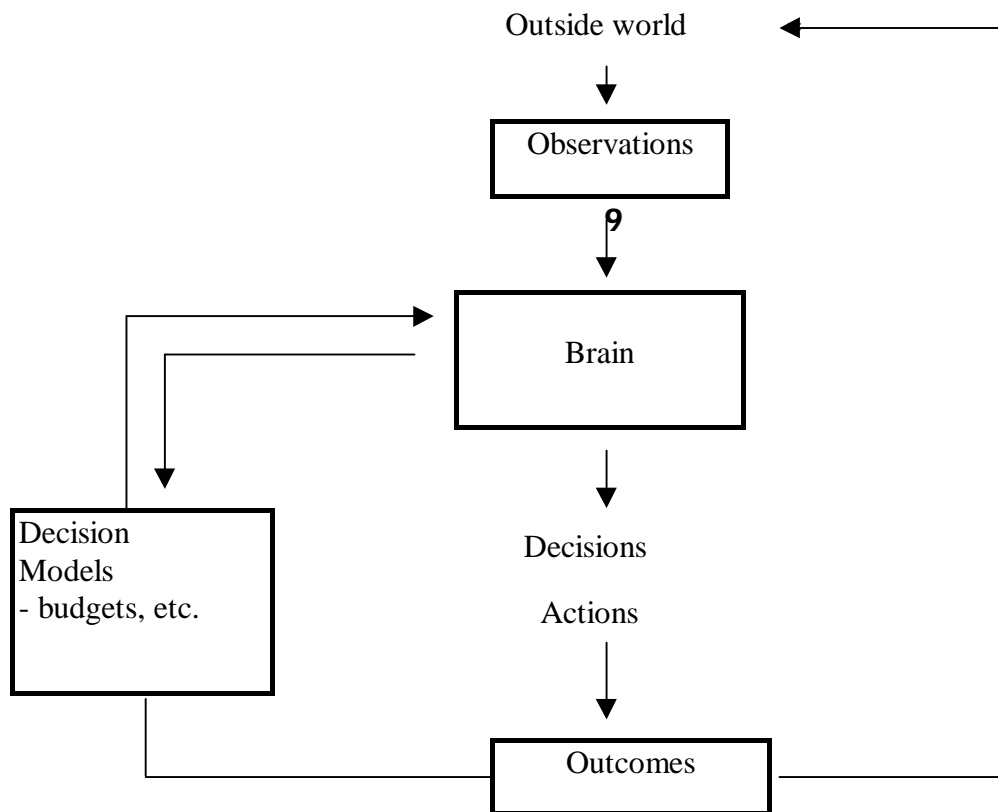 Outside world
Observations
9
Brain
Decision
Models
- budgets, etc.
Decisions
Actions
Outcomes